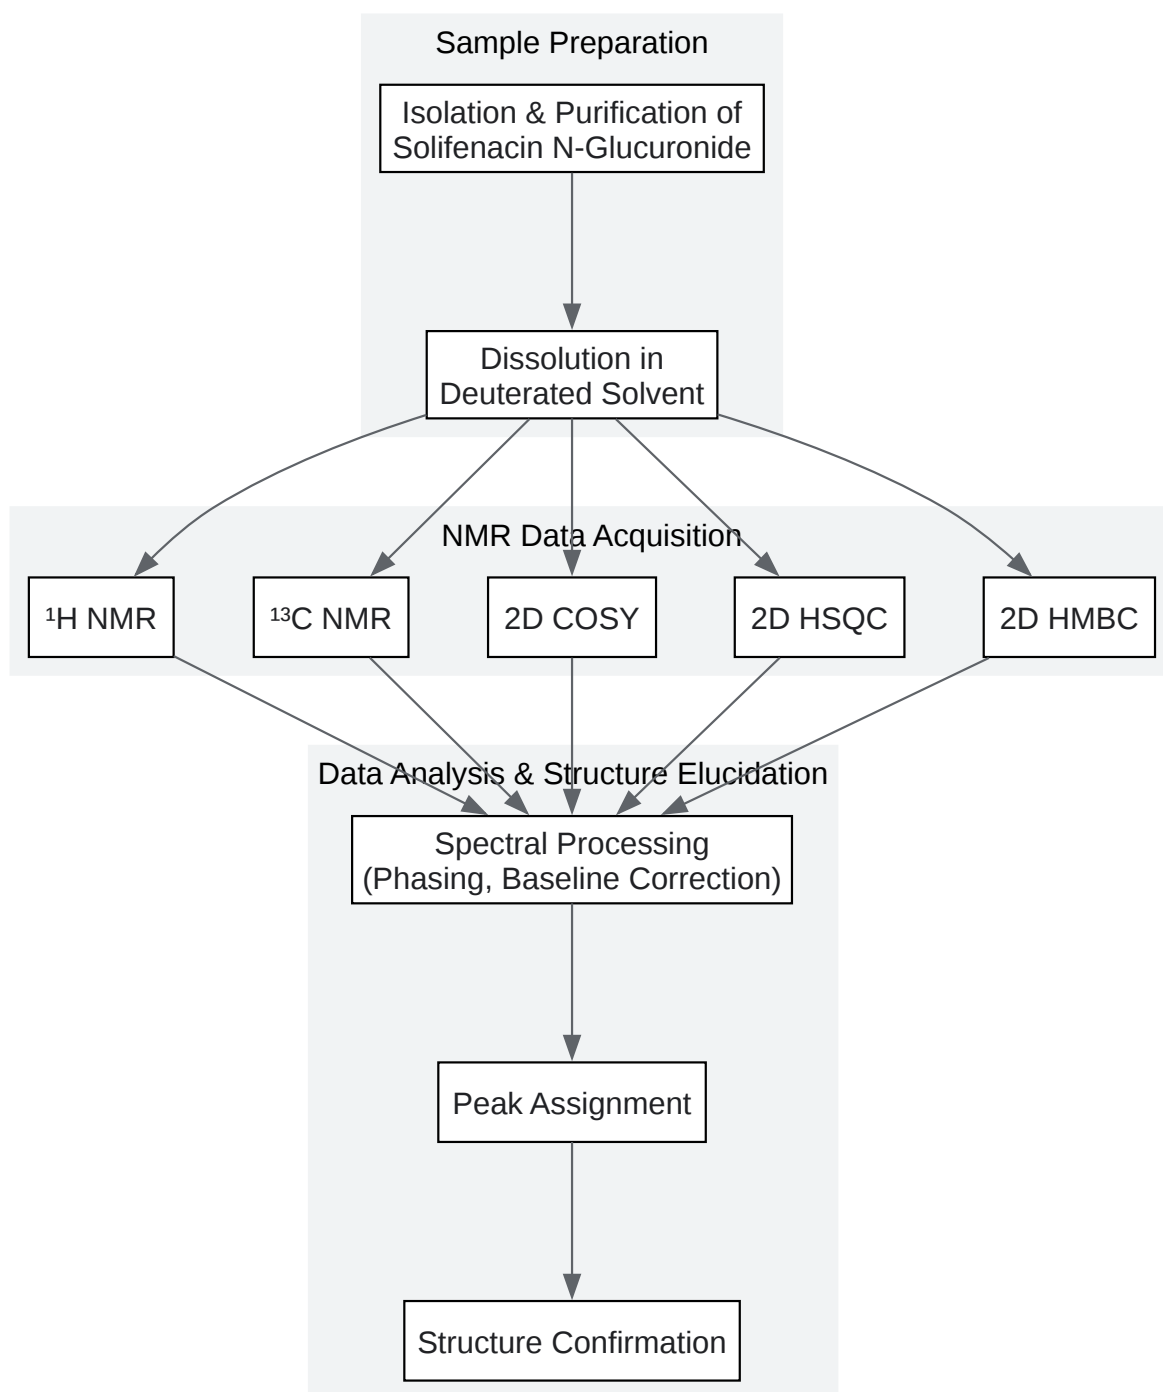 Sample Preparation
Isolation & Purification of
Solifenacin N-Glucuronide
Dissolution in
Deuterated Solvent
NMR Data Acquisition
¹H NMR
¹³C NMR
2D COSY
2D HSQC
2D HMBC
Data Analysis & Structure Elucidation
Spectral Processing
(Phasing, Baseline Correction)
Peak Assignment
Structure Confirmation